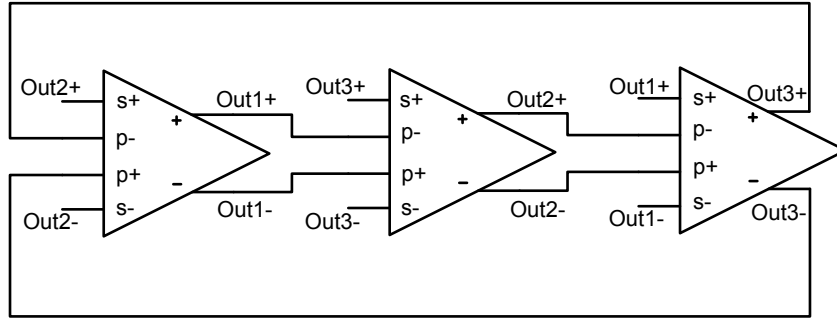 Out2+
s+
+
Out1+
p-
p+
-
Out1-
s-
Out2-
Out3+
s+
+
Out2+
p-
p+
-
Out2-
s-
Out3-
Out1+
s+
Out3+
+
p-
p+
-
s-
Out1-
Out3-